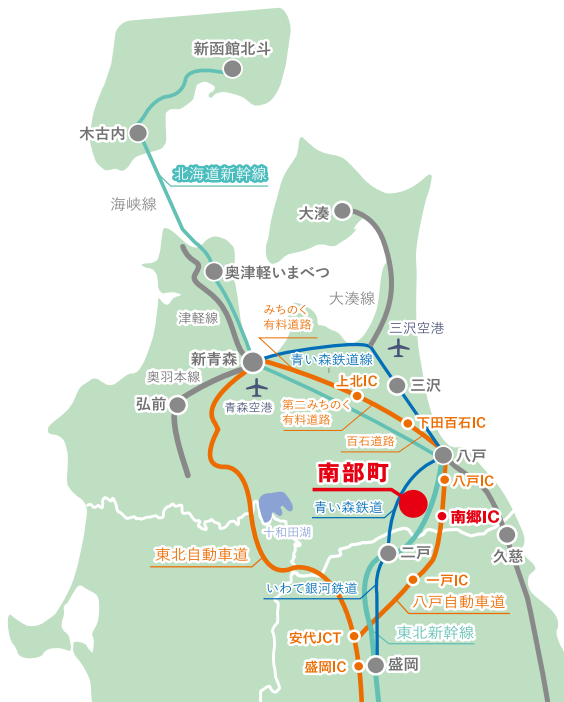 新函館北斗
木古内
北海道新幹線
海峡線
大湊
奥津軽いまべつ
大湊線
津軽線
みちのく
有料道路
三沢空港
新青森
青い森鉄道線
奥羽本線
上北IC
三沢
弘前
青森空港
第二みちのく
有料道路
下田百石IC
百石道路
八戸
南部町
八戸IC
青い森鉄道
南郷IC
十和田湖
久慈
東北自動車道
二戸
いわて銀河鉄道
一戸IC
八戸自動車道
安代JCT
東北新幹線
盛岡IC
盛岡